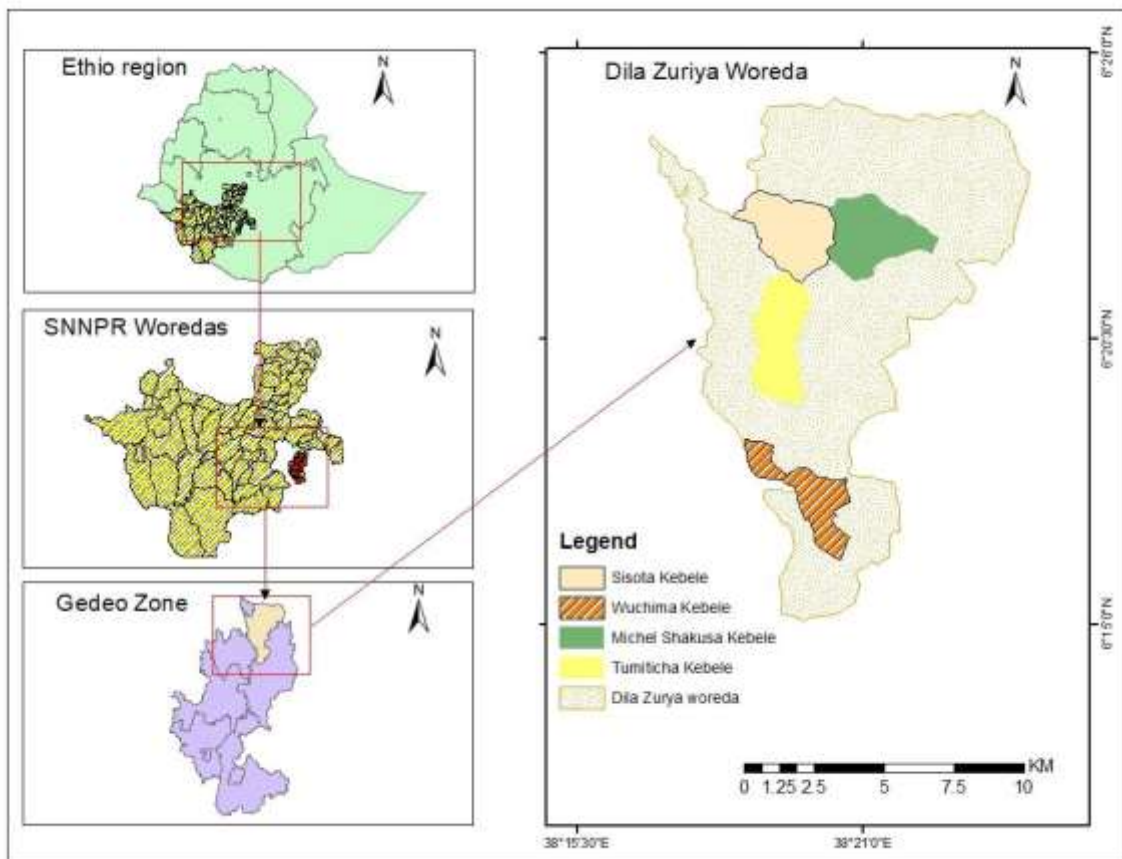 Ethio region
N
SNNPR Woredas
N
Gedeo Zone
N
Dila Zuriya Woreda
N
Legend
Sisota Kebele
Wuchima Kebele
Michel Shakusa Kebele
Tumiticha Kebele
Dila Zurya woreda
KM
0 1.25 2.5 5 7.5 10
38°15'30"E
38°21'0"E
6°26'0"N
6°20'30"N
6°15'0"N